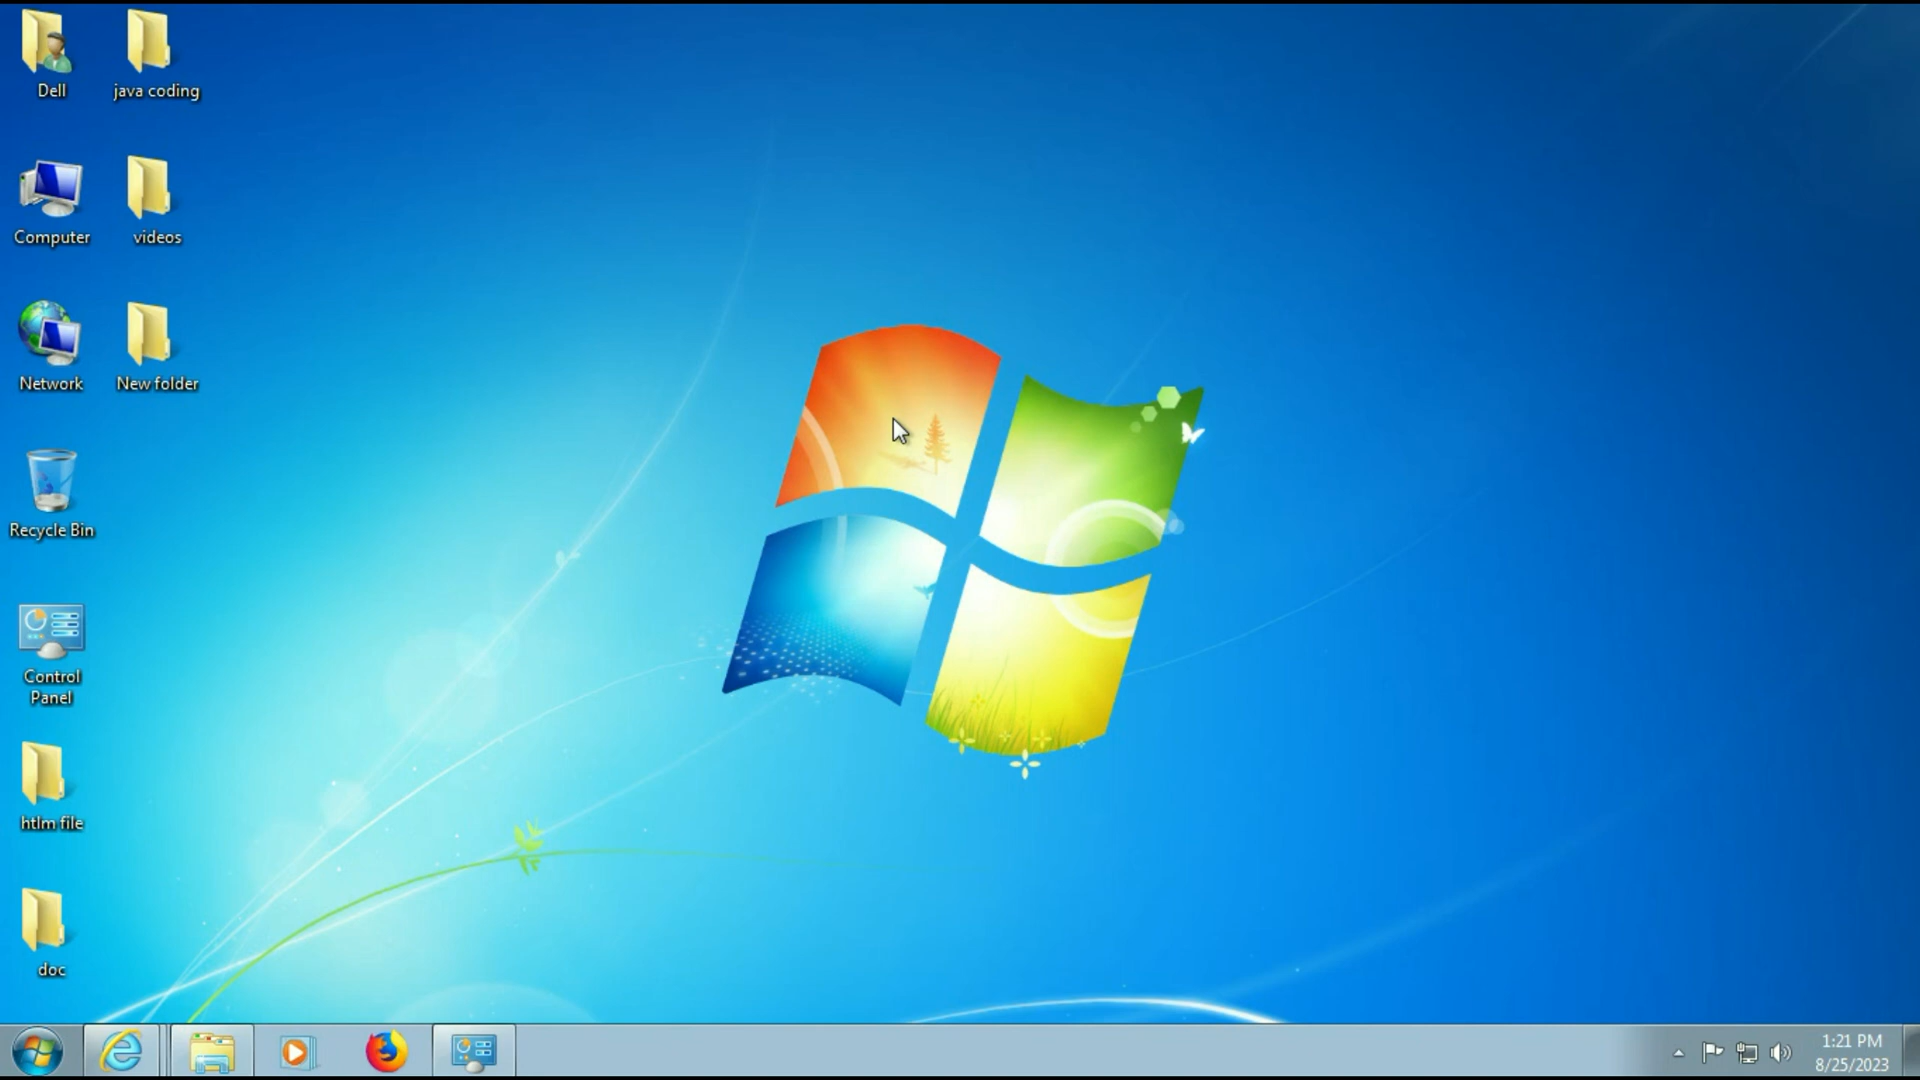 Dell
java coding
Computer
videos
Network
New folder
Recycle Bin
Control
Panel
htlm file
doc
1:21 PM
8/25/2023